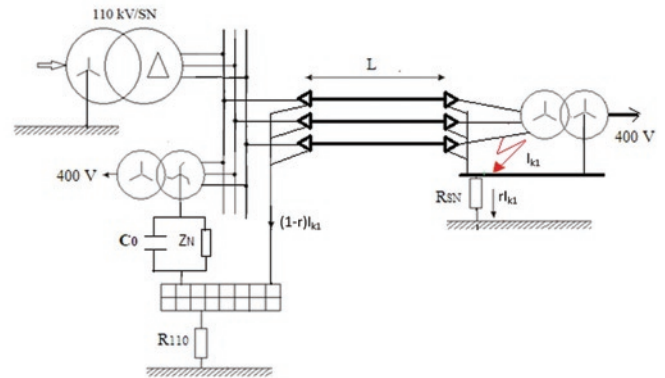 110 kV/SN
L
400 V
Ik1
400 V
RSN
rIk1
(1-r)Ik1
C0
ZN
R110